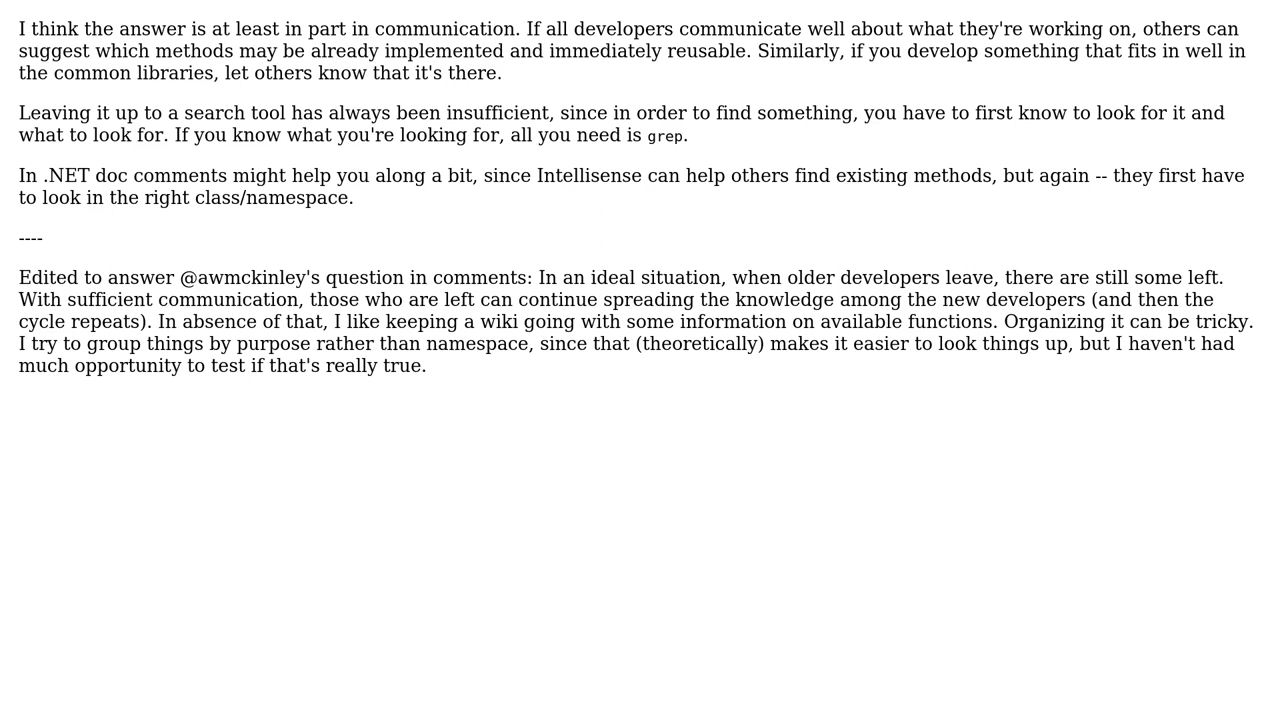 I think the answer is at least in part in communication. If all developers communicate well about what they're working on, others can
suggest which methods may be already implemented and immediately reusable. Similarly, if you develop something that fits in well in
the common libraries, let others know that it's there.
Leaving it up to a search tool has always been insufficient, since in order to find something, you have to first know to look for it and
what to look for. If you know what you're looking for, all you need is grep.
In .NET doc comments might help you along a bit, since Intellisense can help others find existing methods, but again -- they first have
to look in the right class/namespace.
----
Edited to answer @awmckinley's question in comments: In an ideal situation, when older developers leave, there are still some left.
With sufficient communication, those who are left can continue spreading the knowledge among the new developers (and then the
cycle repeats). In absence of that, I like keeping a wiki going with some information on available functions. Organizing it can be tricky.
I try to group things by purpose rather than namespace, since that (theoretically) makes it easier to look things up, but I haven't had
much opportunity to test if that's really true.